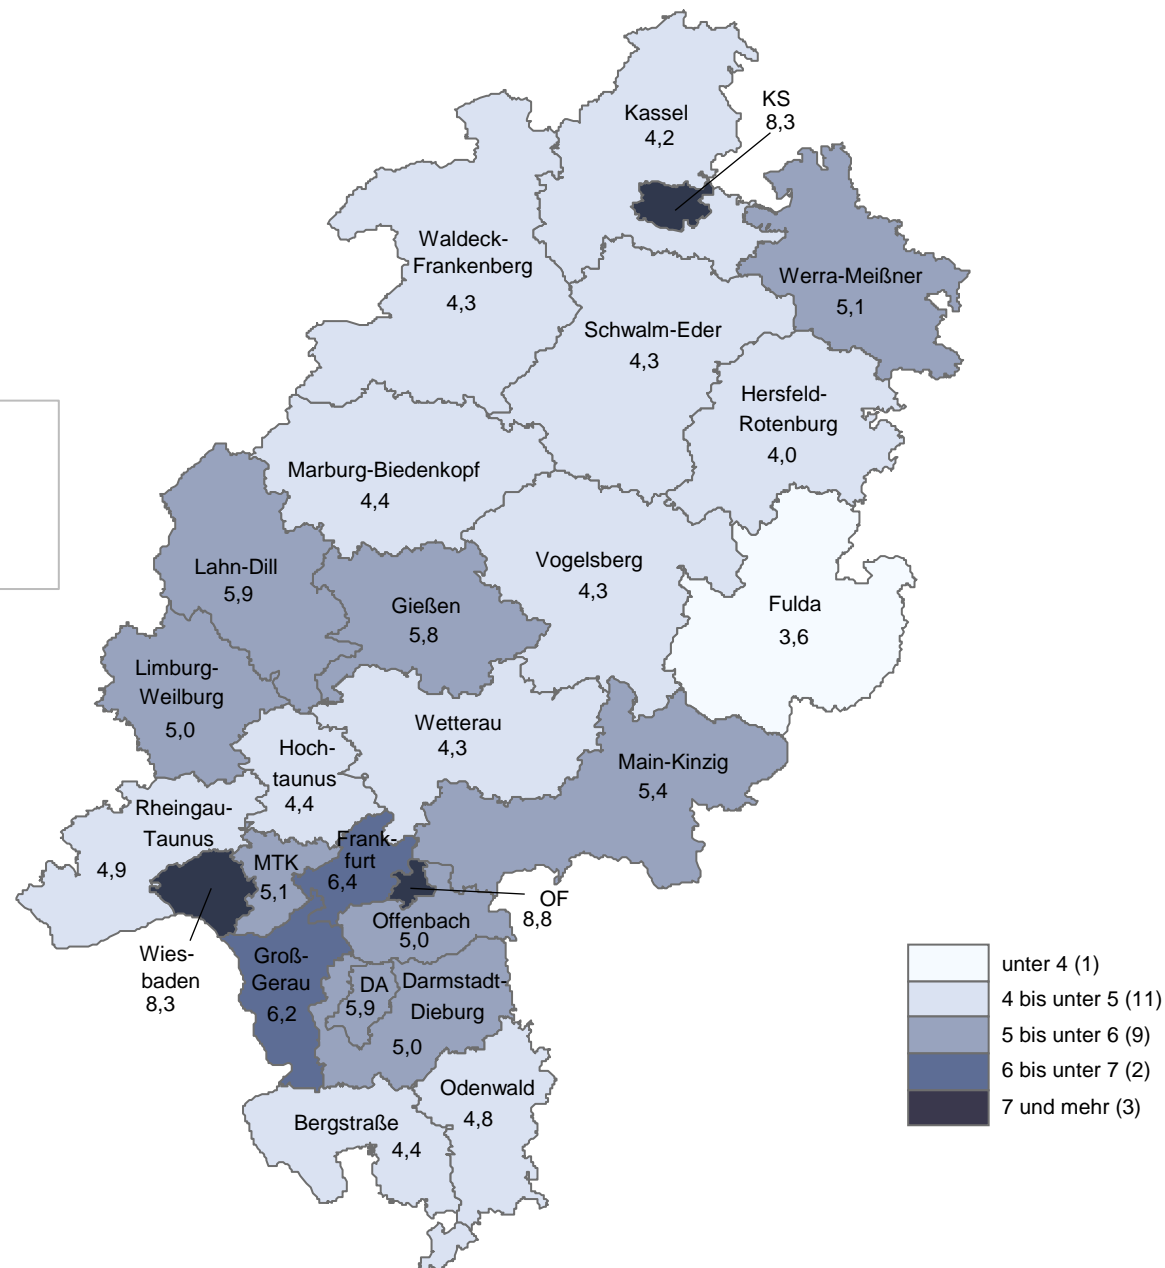 Kassel
4,2
KS
8,3
Waldeck-
Frankenberg
4,3
Werra-Meißner
5,1
Schwalm-Eder
4,3
Hersfeld-
Rotenburg
4,0
Marburg-Biedenkopf
4,4
Vogelsberg
4,3
Lahn-Dill
5,9
Gießen
5,8
Fulda
3,6
Limburg-
Weilburg
5,0
Wetterau
4,3
Hoch-
taunus
4,4
Main-Kinzig
5,4
Rheingau-
Taunus
4,9
Frank-
furt
6,4
MTK
5,1
OF
8,8
Offenbach
5,0
Wies-
baden
8,3
Groß-
Gerau
6,2
DA
5,9
Darmstadt-
Dieburg
5,0
Odenwald
4,8
Bergstraße
4,4
unter 4 (1)
4 bis unter 5 (11)
5 bis unter 6 (9)
6 bis unter 7 (2)
7 und mehr (3)